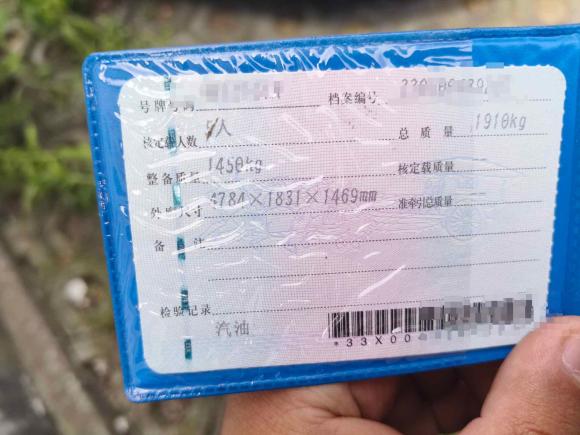 号牌号码 档案编号
核定载人数 5人 总质量 1910kg
整备质量 1450kg 核定载质量
外廓尺寸 4784×1831×1469mm 准牵引总质量
备注
检验记录
汽油
*33X00